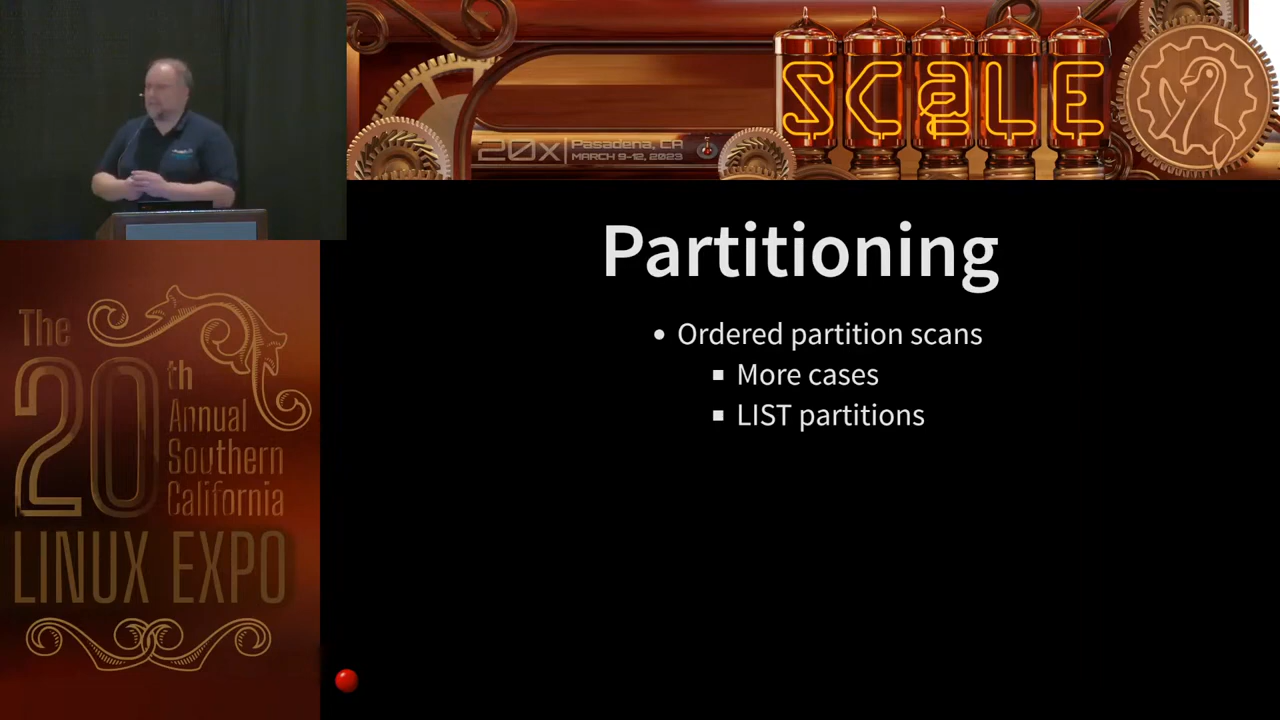 SCaLE
20x
Pasadena, CA
MARCH 9-12, 2023
Partitioning
Ordered partition scans
More cases
LIST partitions
The
20th
Annual
Southern
California
LINUX EXPO